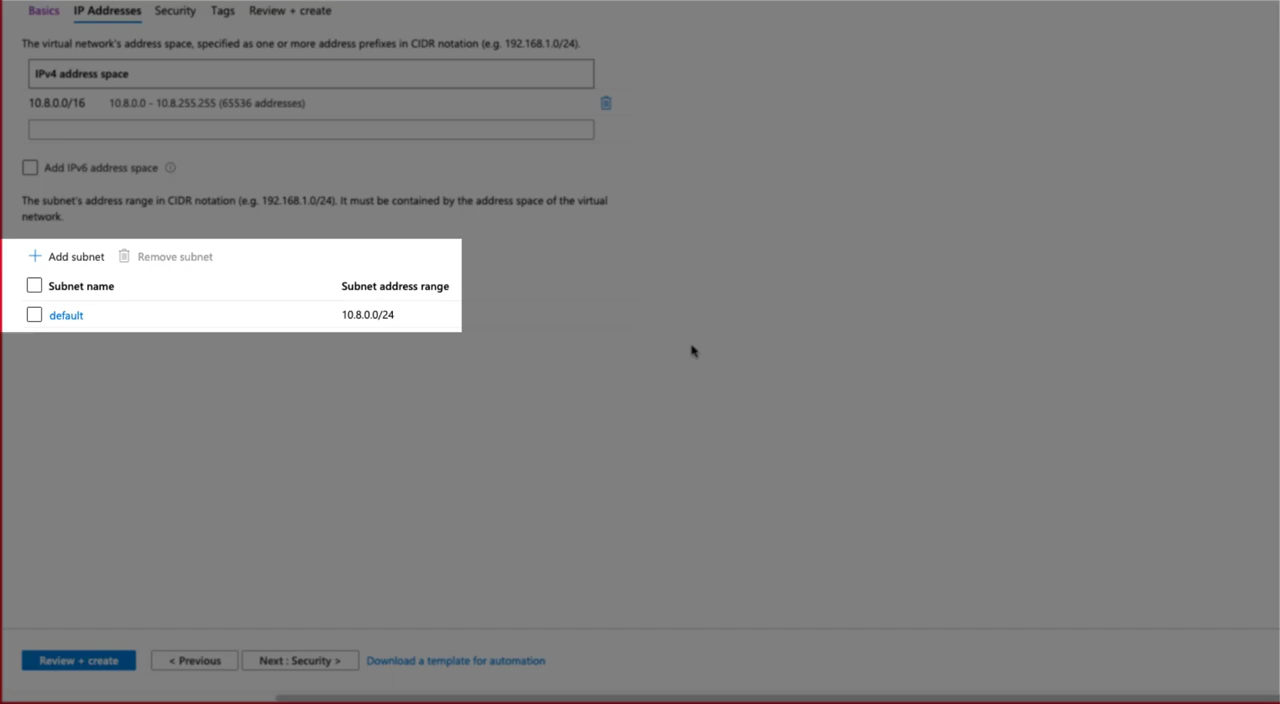 Basics IP Addresses Security Tags Review + create
The virtual network's address space, specified as one or more address prefixes in CIDR notation (e.g. 192.168.1.0/24).
IPv4 address space
10.8.0.0/16 10.8.0.0 - 10.8.255.255 (65536 addresses)
Add IPv6 address space
The subnet's address range in CIDR notation (e.g. 192.168.1.0/24). It must be contained by the address space of the virtual
network.
+ Add subnet Remove subnet
Subnet name Subnet address range
default 10.8.0.0/24
Review + create < Previous Next : Security > Download a template for automation